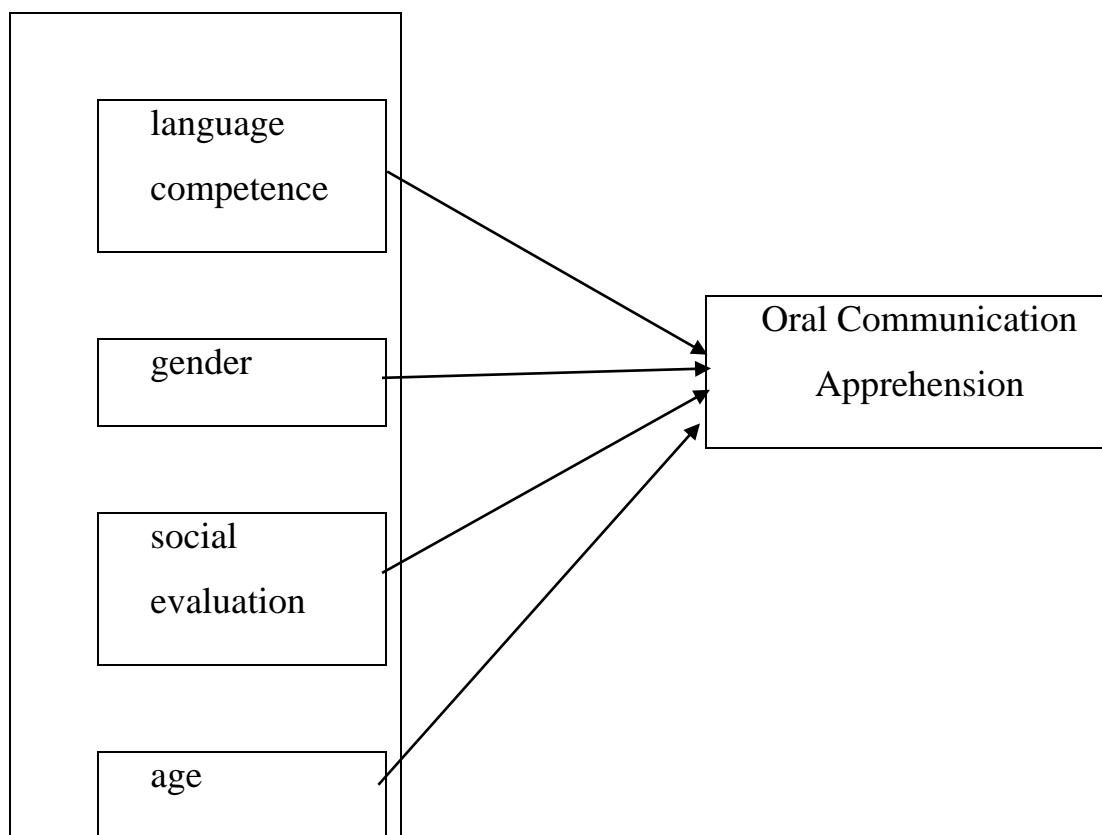 language
competence
gender
social
evaluation
age
Oral Communication
Apprehension